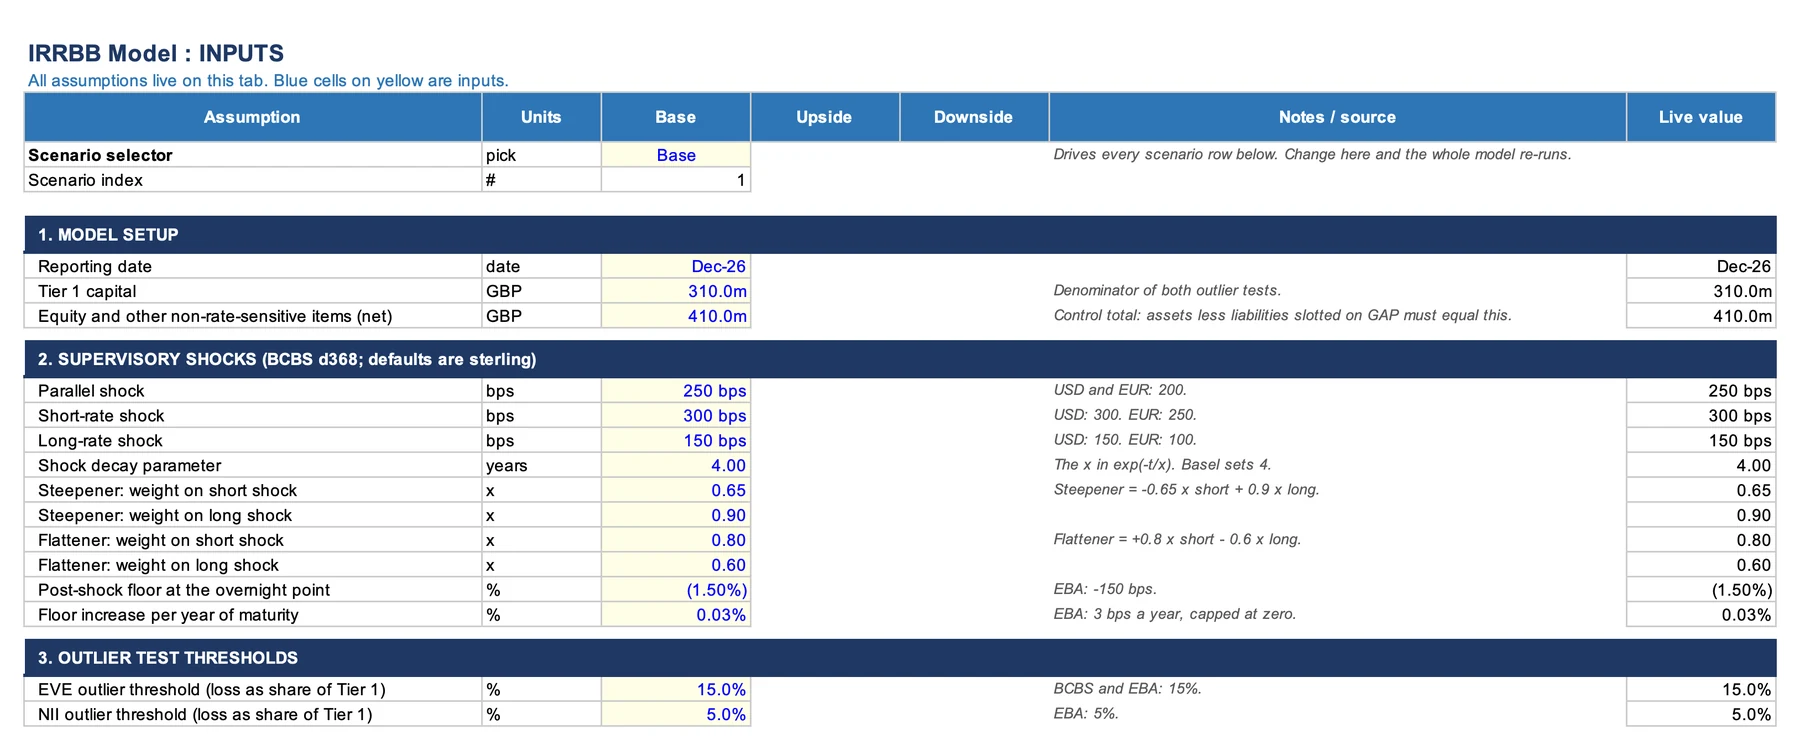 IRRBB Model : INPUTS
All assumptions live on this tab. Blue cells on yellow are inputs.
Assumption Units Base Upside Downside Notes / source Live value
Scenario selector pick Base Drives every scenario row below. Change here and the whole model re-runs.
Scenario index # 1
1. MODEL SETUP
Reporting date date Dec-26 Dec-26
Tier 1 capital GBP 310.0m Denominator of both outlier tests. 310.0m
Equity and other non-rate-sensitive items (net) GBP 410.0m Control total: assets less liabilities slotted on GAP must equal this. 410.0m
2. SUPERVISORY SHOCKS (BCBS d368; defaults are sterling)
Parallel shock bps 250 bps USD and EUR: 200. 250 bps
Short-rate shock bps 300 bps USD: 300. EUR: 250. 300 bps
Long-rate shock bps 150 bps USD: 150. EUR: 100. 150 bps
Shock decay parameter years 4.00 The x in exp(-t/x). Basel sets 4. 4.00
Steepener: weight on short shock x 0.65 Steepener = -0.65 x short + 0.9 x long. 0.65
Steepener: weight on long shock x 0.90 0.90
Flattener: weight on short shock x 0.80 Flattener = +0.8 x short - 0.6 x long. 0.80
Flattener: weight on long shock x 0.60 0.60
Post-shock floor at the overnight point % (1.50%) EBA: -150 bps. (1.50%)
Floor increase per year of maturity % 0.03% EBA: 3 bps a year, capped at zero. 0.03%
3. OUTLIER TEST THRESHOLDS
EVE outlier threshold (loss as share of Tier 1) % 15.0% BCBS and EBA: 15%. 15.0%
NII outlier threshold (loss as share of Tier 1) % 5.0% EBA: 5%. 5.0%